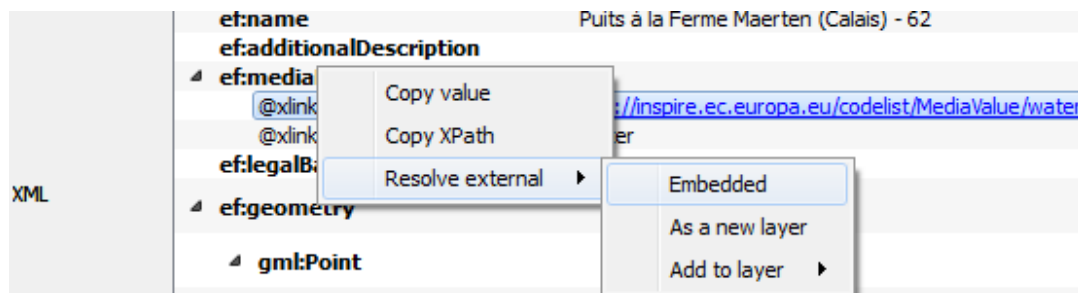 ef:name Puits à la Ferme Maerten (Calais) - 62
ef:additionalDescription
ef:media
Copy value
@xlink ://inspire.ec.europa.eu/codelist/MediaValue/water
@xlink Copy XPath er
ef:legalBa
Resolve external Embedded
XML
ef:geometry
As a new layer
gml:Point Add to layer